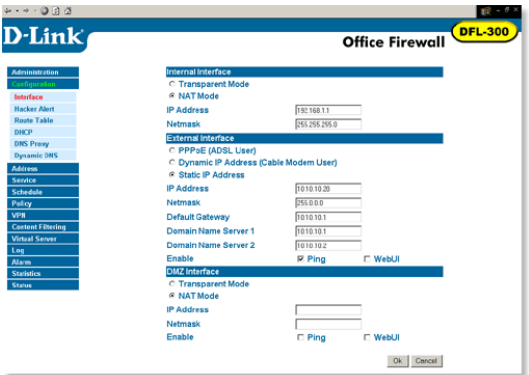 D-Link
Office Firewall
DFL-300
Administration
Configuration
Interface
Hacker Alert
Route Table
DHCP
DNS Proxy
Dynamic DNS
Address
Service
Schedule
Policy
VPN
Content Filtering
Virtual Server
Log
Alarm
Statistics
Status
Internal Interface
Transparent Mode
NAT Mode
IP Address 192.168.1.1
Netmask 255.255.255.0
External Interface
PPPoE (ADSL User)
Dynamic IP Address (Cable Modem User)
Static IP Address
IP Address 10.10.10.20
Netmask 255.0.0.0
Default Gateway 10.10.10.1
Domain Name Server 1 10.10.10.1
Domain Name Server 2 10.10.10.2
Enable Ping WebUI
DMZ Interface
Transparent Mode
NAT Mode
IP Address
Netmask
Enable Ping WebUI
Ok Cancel